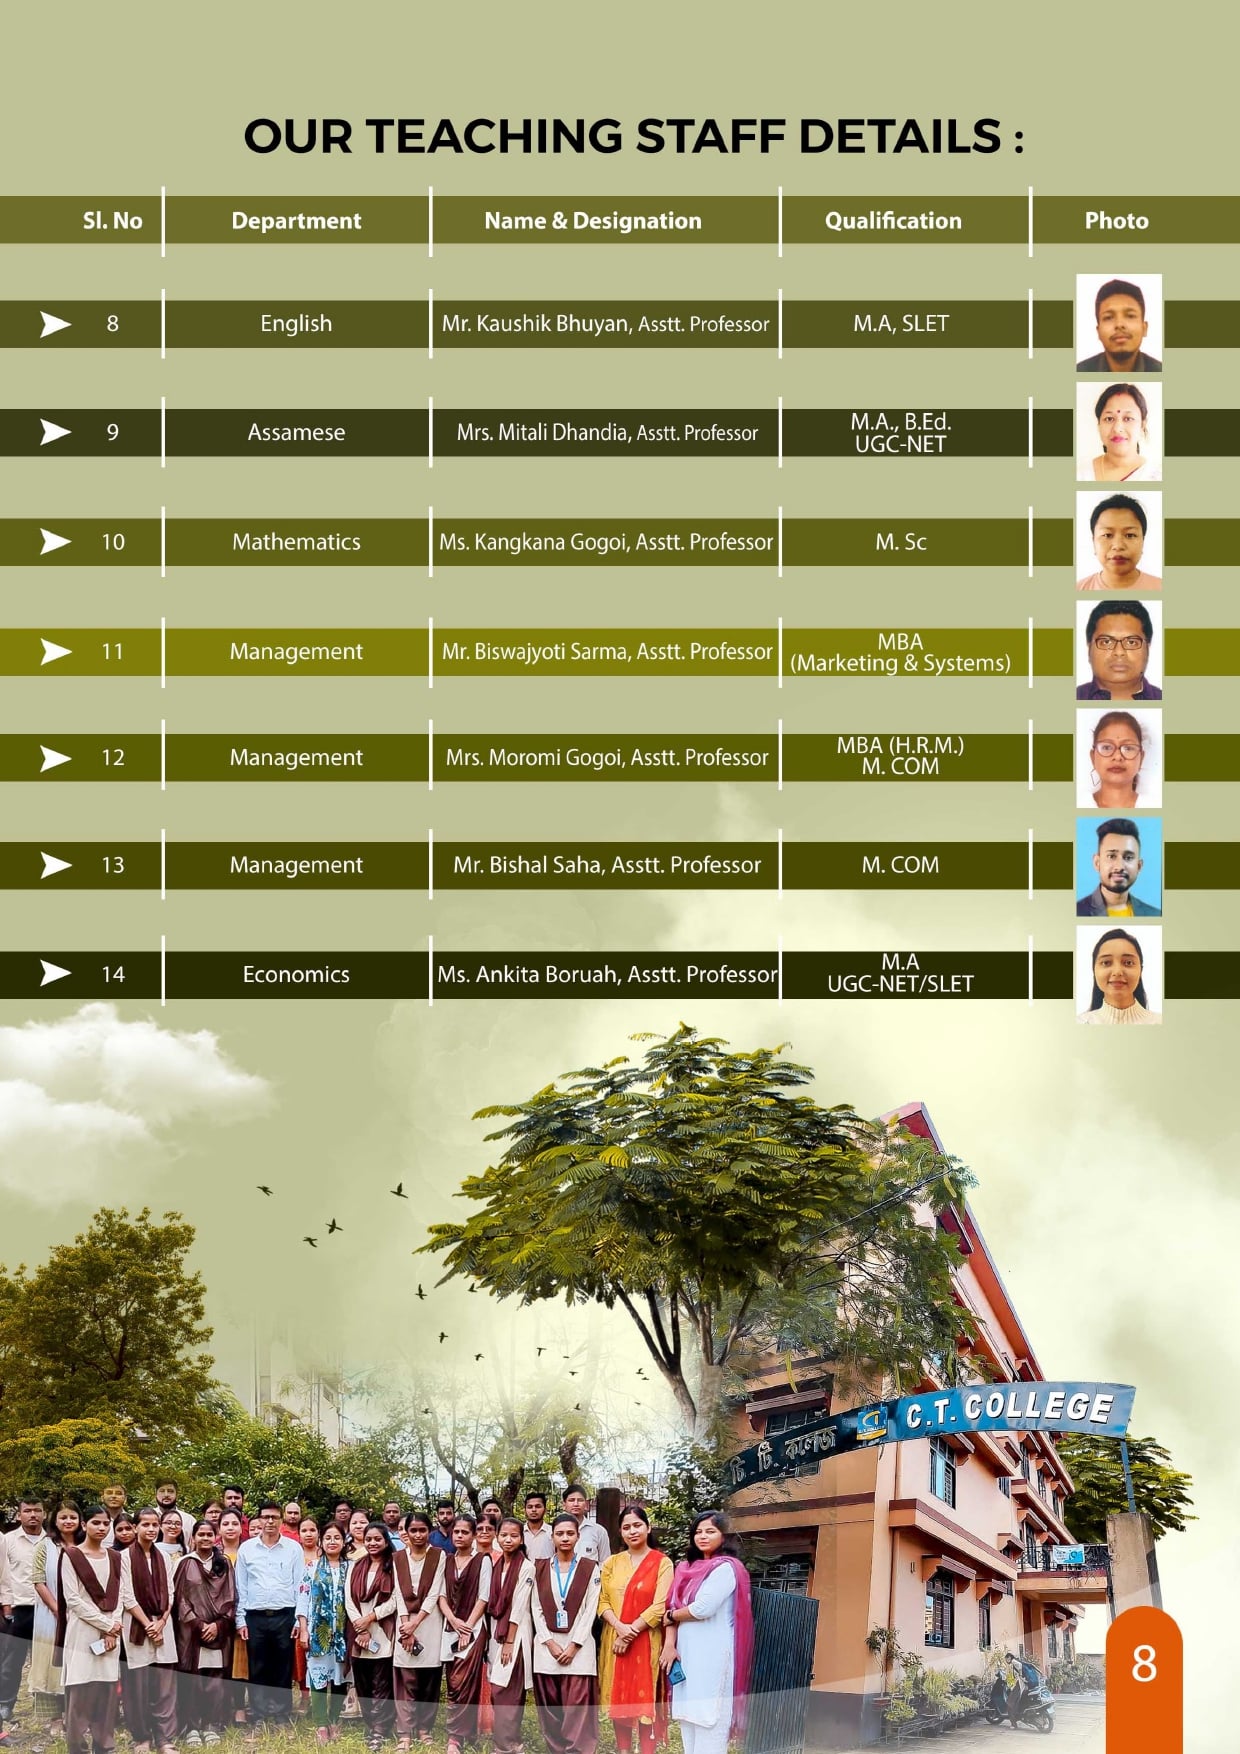 OUR TEACHING STAFF DETAILS :
Sl. No Department Name & Designation Qualification Photo
8 English Mr. Kaushik Bhuyan, Asstt. Professor M.A, SLET
9 Assamese Mrs. Mitali Dhandia, Asstt. Professor M.A., B.Ed.
UGC-NET
10 Mathematics Ms. Kangkana Gogoi, Asstt. Professor M. Sc
11 Management Mr. Biswajyoti Sarma, Asstt. Professor MBA
(Marketing & Systems)
12 Management Mrs. Moromi Gogoi, Asstt. Professor MBA (H.R.M.)
M. COM
13 Management Mr. Bishal Saha, Asstt. Professor M. COM
14 Economics Ms. Ankita Boruah, Asstt. Professor M.A
UGC-NET/SLET
চি. টি. কলেজ C.T. COLLEGE
8